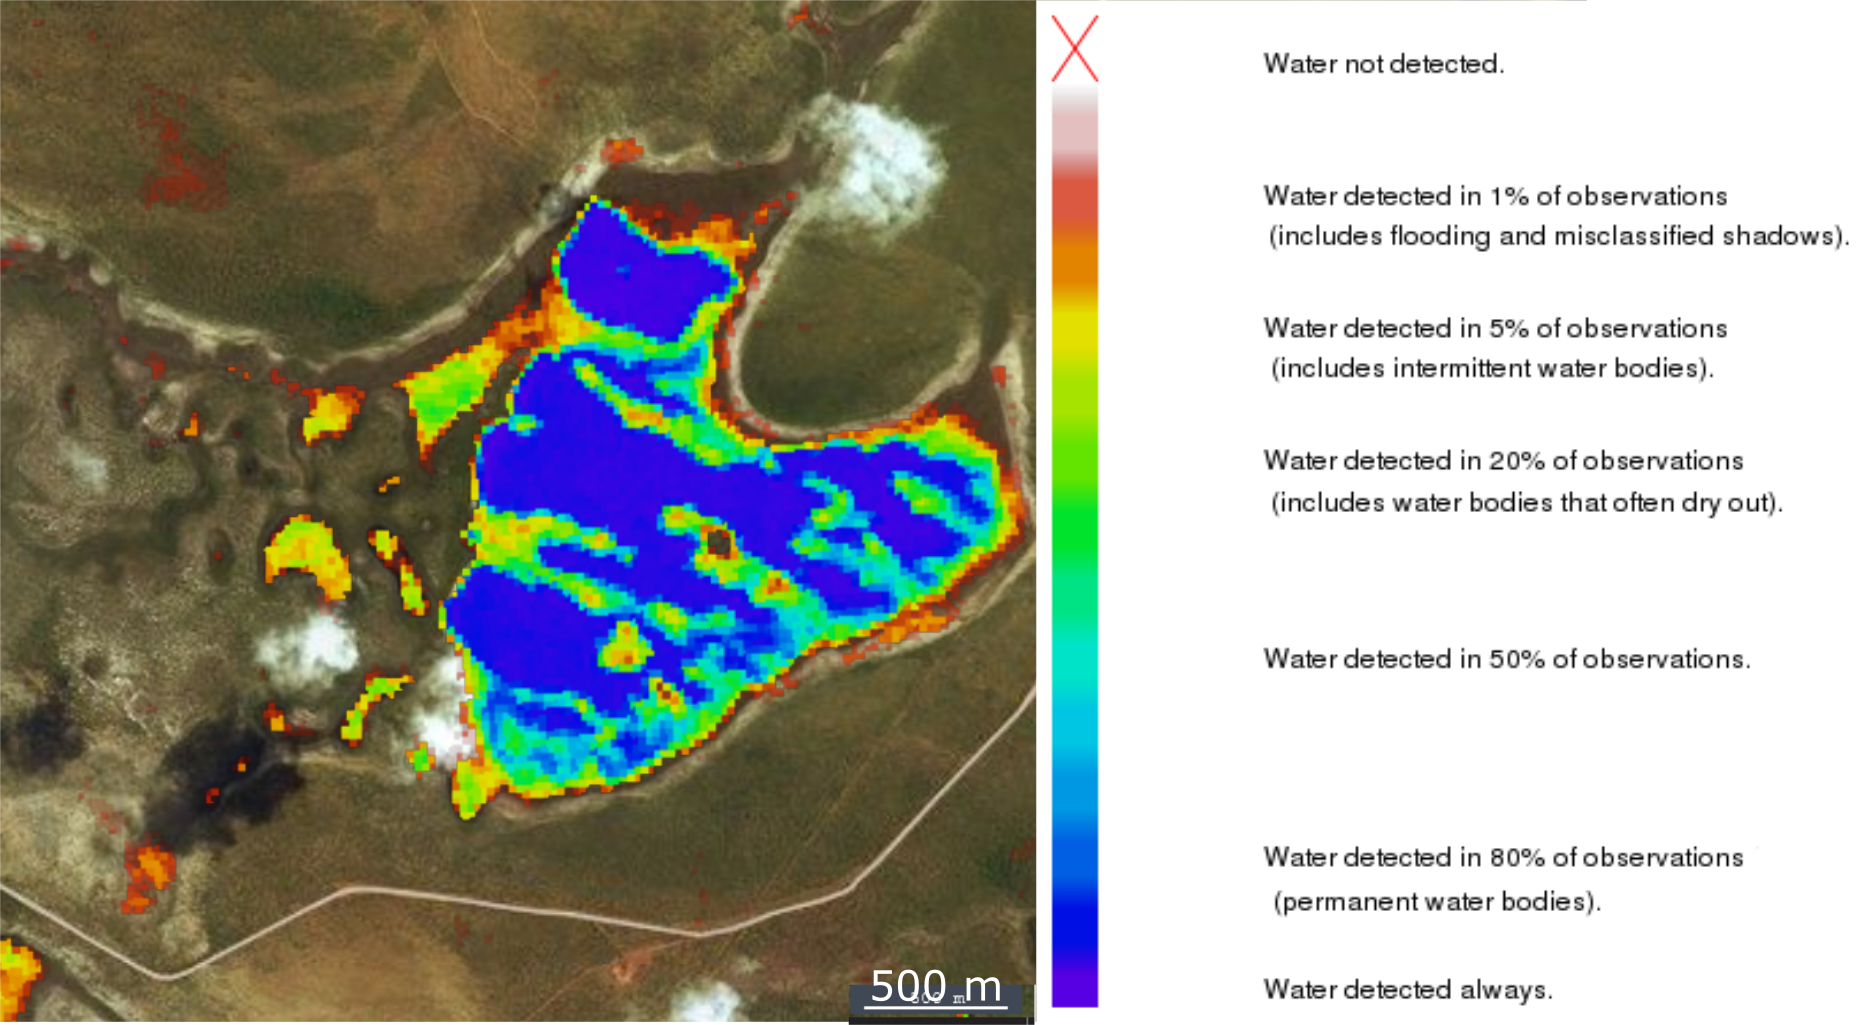 Water not detected.
Water detected in 1% of observations
(includes flooding and misclassified shadows).
Water detected in 5% of observations
(includes intermittent water bodies).
Water detected in 20% of observations
(includes water bodies that often dry out).
Water detected in 50% of observations.
Water detected in 80% of observations
(permanent water bodies).
Water detected always.
500 m